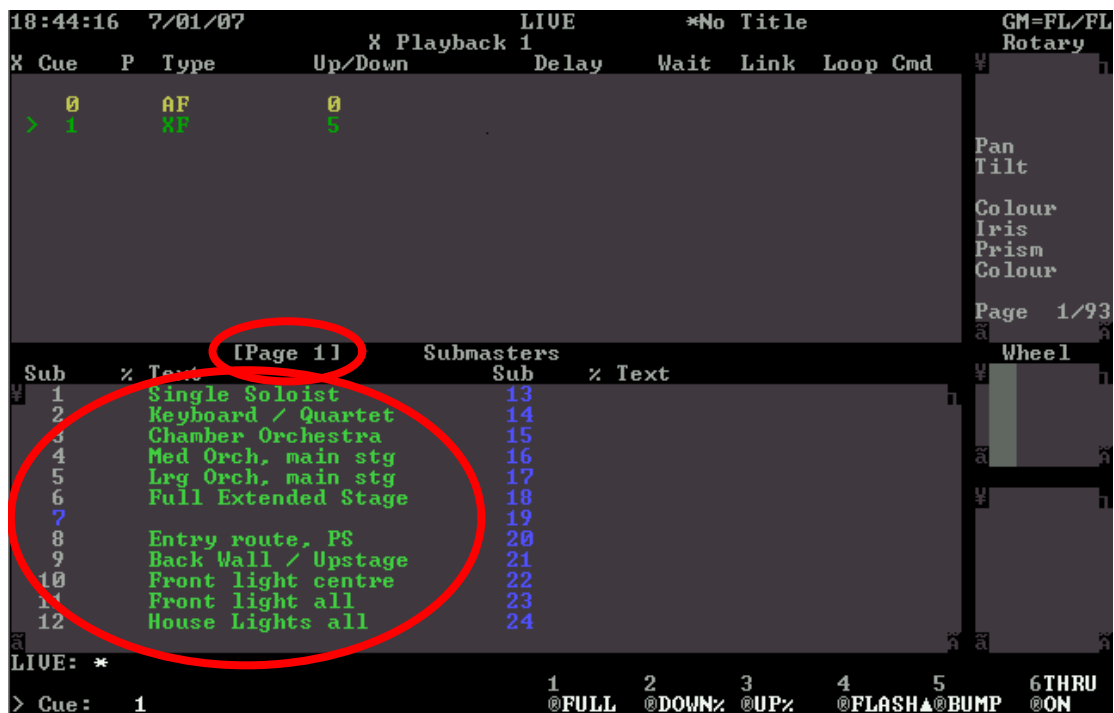 18:44:16 7/01/07 LIVE *No Title GM=FL/FL
X Playback 1 Rotary
X Cue P Type Up/Down Delay Wait Link Loop Cmd
0 AF 0
> 1 XF 5
Pan
Tilt
Colour
Iris
Prism
Colour
Page 1/93
[Page 1] Submasters Wheel
Sub % Text Sub % Text
1 Single Soloist 13
2 Keyboard / Quartet 14
3 Chamber Orchestra 15
4 Med Orch, main stg 16
5 Lrg Orch, main stg 17
6 Full Extended Stage 18
7 19
8 Entry route, PS 20
9 Back Wall / Upstage 21
10 Front light centre 22
11 Front light all 23
12 House Lights all 24
LIVE: *
1 2 3 4 5 6THRU
> Cue: 1 ®FULL ®DOWN% ®UP% ®FLASH▲®BUMP ®ON